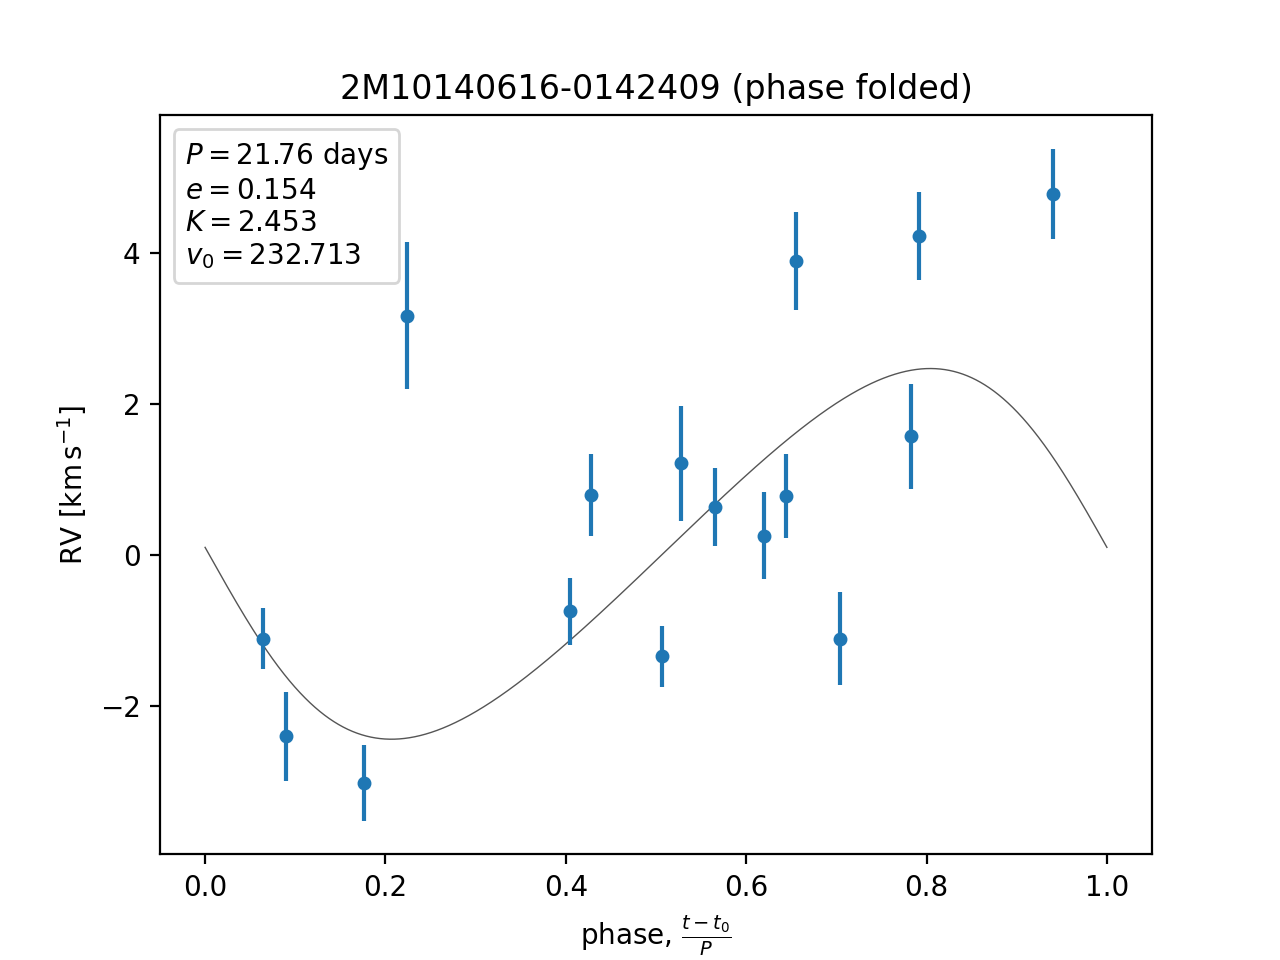 2M10140616-0142409 (phase folded)
P = 21.76 days
e = 0.154
K = 2.453
v₀ = 232.713
4
2
0
−2
RV [km s⁻¹]
0.0 0.2 0.4 0.6 0.8 1.0
phase, (t − t₀)/P